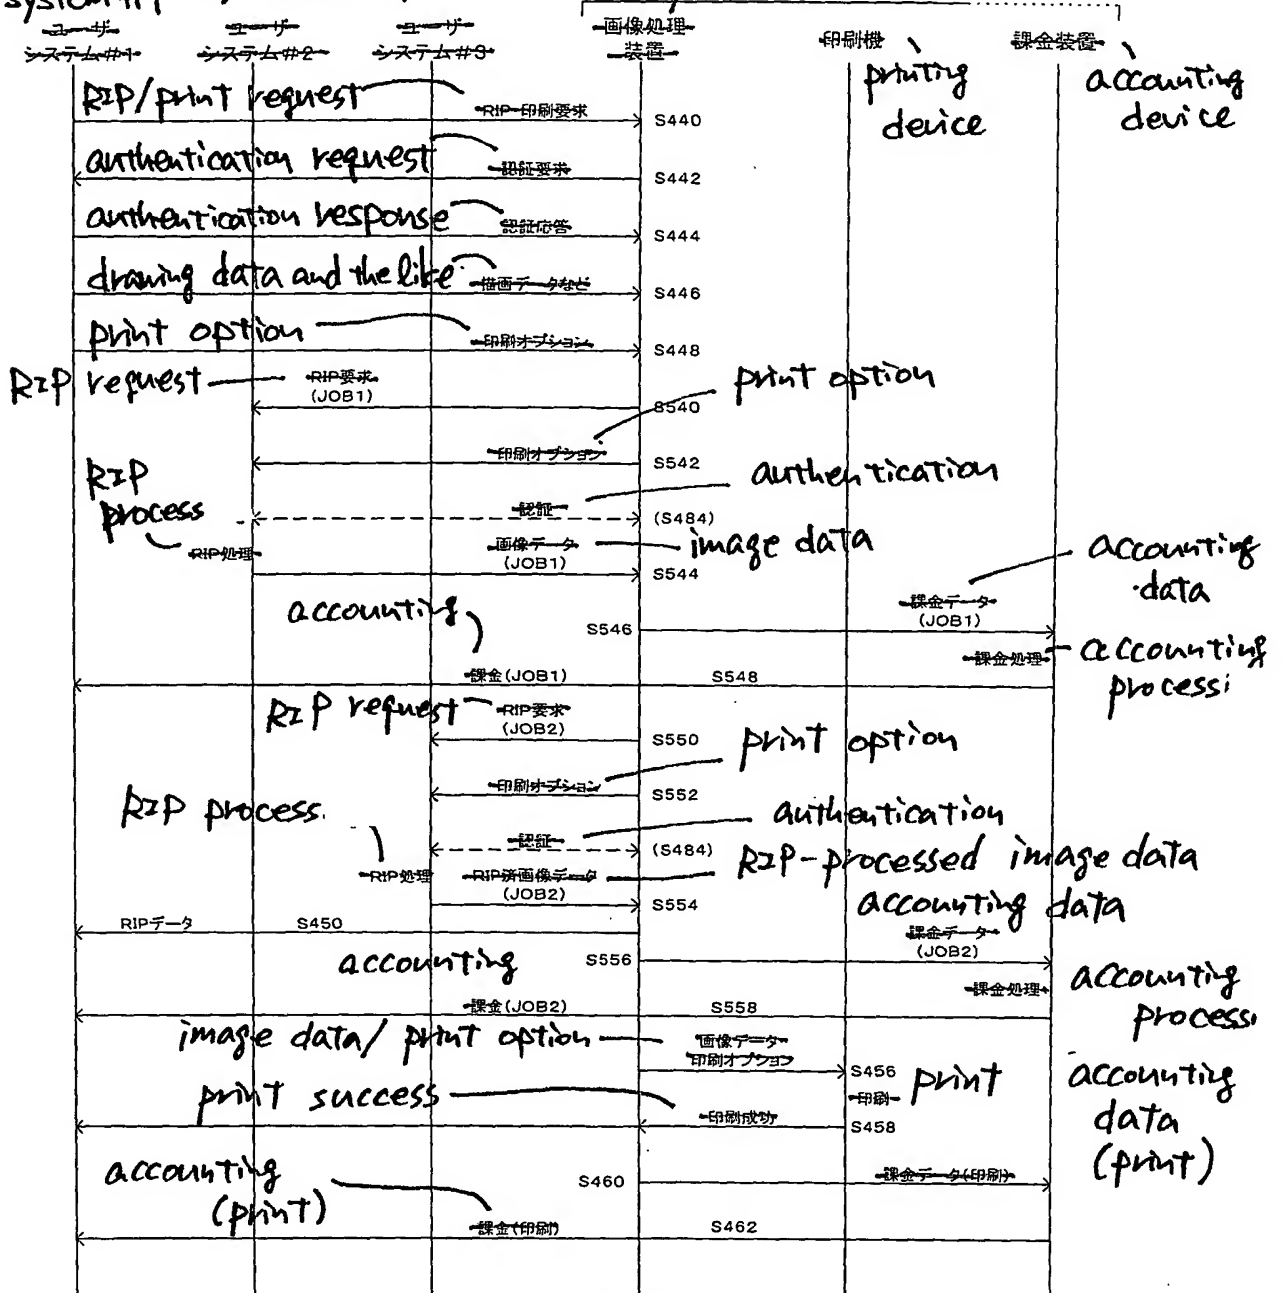 system #1
ユーザ
システム#1
ユーザ
システム#2
ユーザ
システム#3
画像処理
装置
印刷機
printing
device
課金装置
accounting
device
RIP/print request
RIP・印刷要求
S440
authentication request
認証要求
S442
authentication response
認証応答
S444
drawing data and the like
描画データなど
S446
print option
印刷オプション
S448
RIP request
RIP要求
(JOB1)
S540
print option
印刷オプション
S542
authentication
認証
(S484)
RIP
process
RIP処理
画像データ
(JOB1)
image data
S544
accounting
data
課金データ
(JOB1)
S546
accounting
課金処理
accounting
process
課金(JOB1)
S548
RIP request
RIP要求
(JOB2)
S550
print option
印刷オプション
S552
RIP process
authentication
認証
(S484)
RIP処理
RIP済画像データ
(JOB2)
RIP-processed image data
S554
accounting data
RIPデータ
S450
課金データ
(JOB2)
accounting
S556
課金処理
accounting
process
課金(JOB2)
S558
image data/ print option
画像データ
印刷オプション
S456
print
印刷
print success
印刷成功
S458
accounting
data
(print)
S460
課金データ(印刷)
accounting
(print)
課金(印刷)
S462